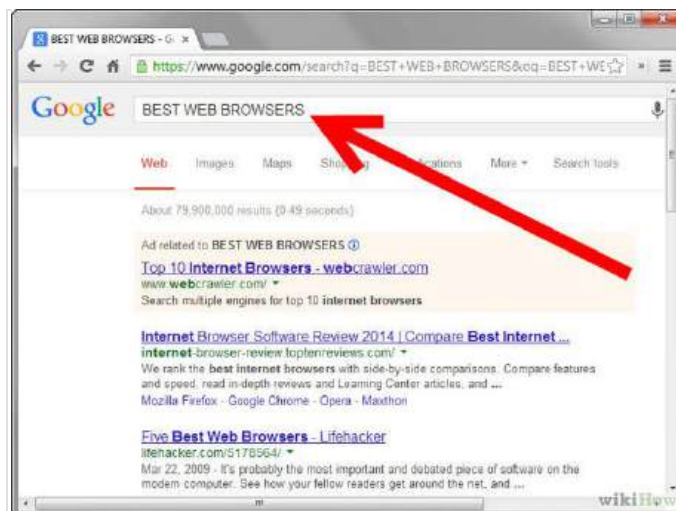 BEST WEB BROWSERS - G
https://www.google.com/search?q=BEST+WEB+BROWSERS&oq=BEST+WE
Google
BEST WEB BROWSERS
Web Images Maps More Search tools
About 79,900,000 results (0.49 seconds)
Ad related to BEST WEB BROWSERS
Top 10 Internet Browsers - webcrawler.com
www.webcrawler.com/
Search multiple engines for top 10 internet browsers
Internet Browser Software Review 2014 | Compare Best Internet ...
internet-browser-review.toptenreviews.com/
We rank the best internet browsers with side-by-side comparisons. Compare features
and speed, read in-depth reviews and Learning Center articles, and ...
Mozilla Firefox - Google Chrome - Opera - Maxthon
Five Best Web Browsers - Lifehacker
lifehacker.com/5178564/
Mar 22, 2009 - It's probably the most important and debated piece of software on the
modern computer. See how your fellow readers get around the net, and ...
wikiHow